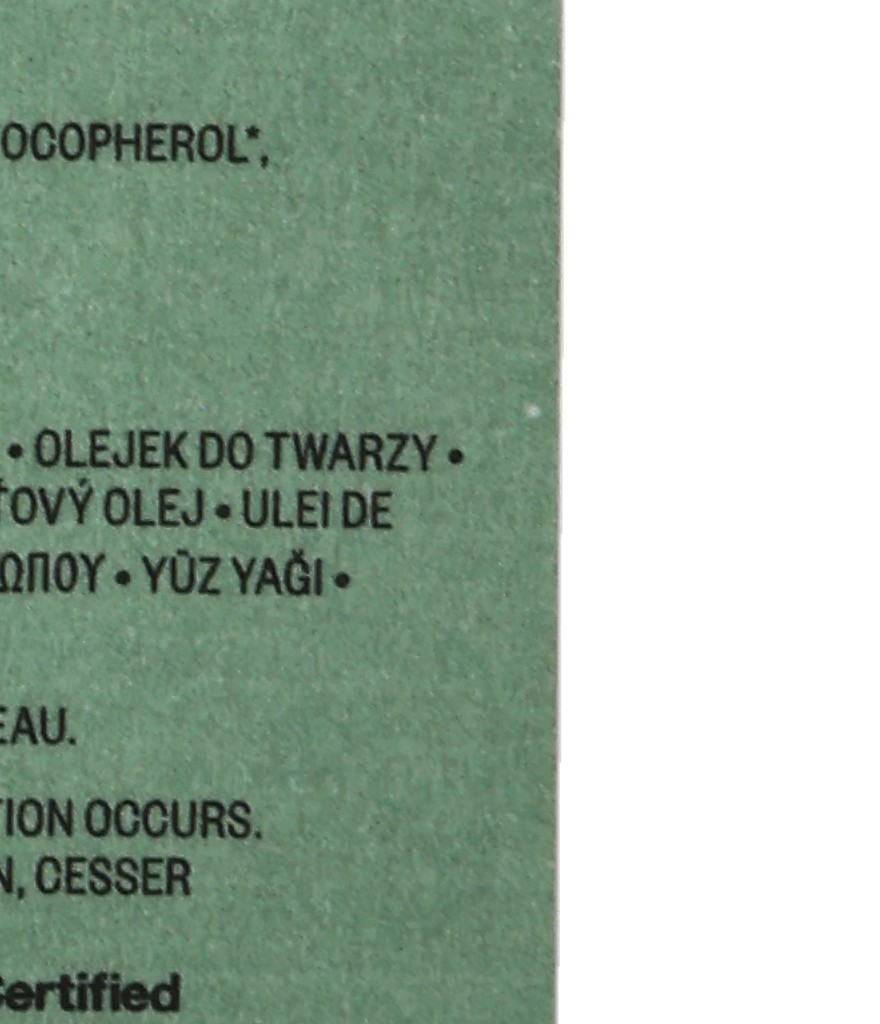 OCOPHEROL*,
• OLEJEK DO TWARZY •
ŤOVÝ OLEJ • ULEI DE
ΩΠΟΥ • YÜZ YAĞI •
EAU.
TION OCCURS.
N, CESSER
Certified